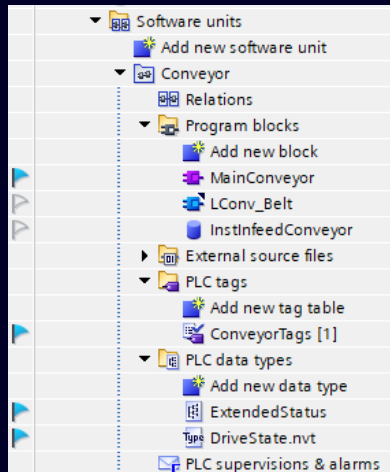 Software units
Add new software unit
Conveyor
Relations
Program blocks
Add new block
MainConveyor
LConv_Belt
InstInfeedConveyor
External source files
PLC tags
Add new tag table
ConveyorTags [1]
PLC data types
Add new data type
ExtendedStatus
DriveState.nvt
PLC supervisions & alarms